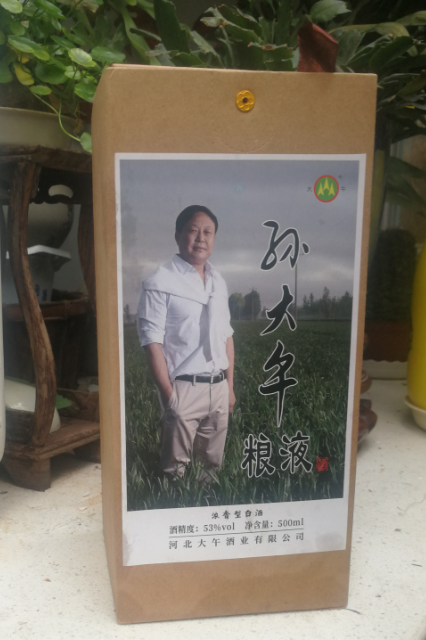 孙大午
粮液
浓香型白酒
酒精度：53%vol 净含量：500ml
河北大午酒业有限公司